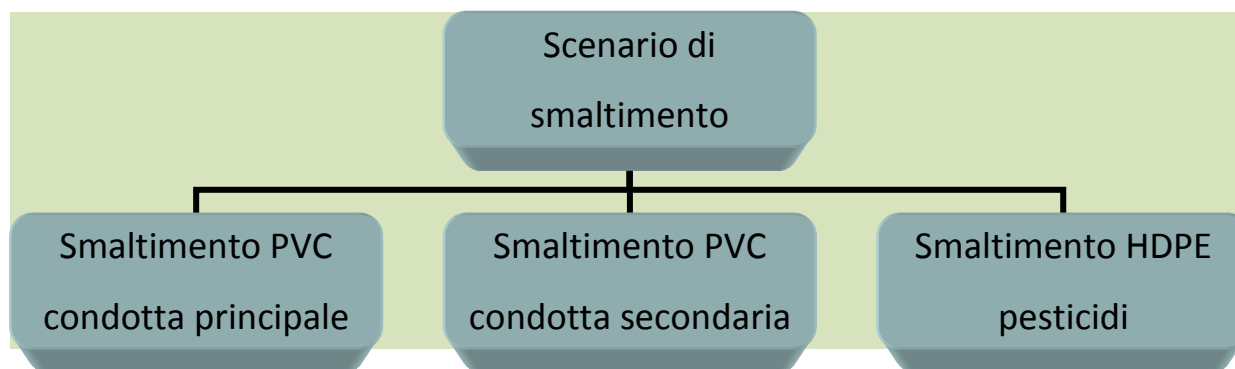 Scenario di
smaltimento
Smaltimento PVC
condotta principale
Smaltimento PVC
condotta secondaria
Smaltimento HDPE
pesticidi